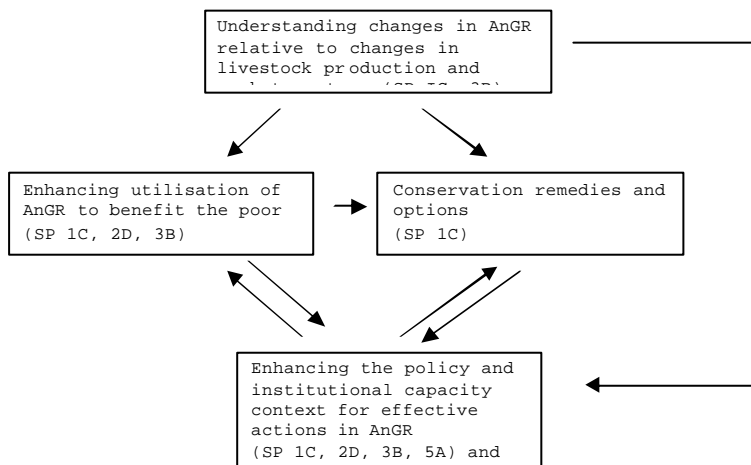 Understanding changes in AnGR
relative to changes in
livestock production and
Enhancing utilisation of
AnGR to benefit the poor
(SP 1C, 2D, 3B)
Conservation remedies and
options
(SP 1C)
Enhancing the policy and
institutional capacity
context for effective
actions in AnGR
(SP 1C, 2D, 3B, 5A) and